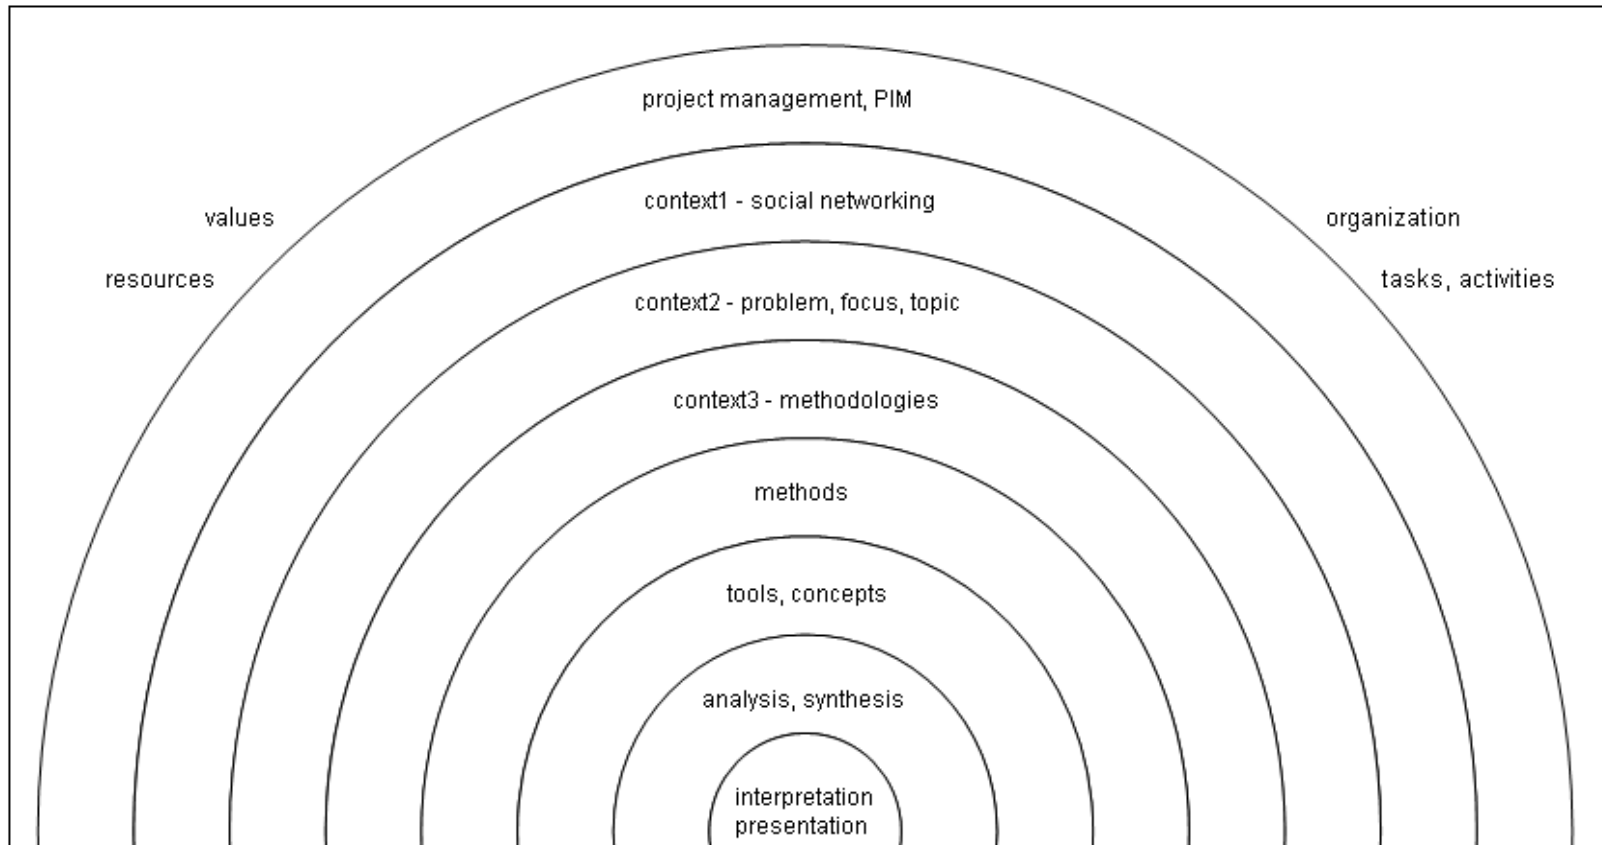 project management, PIM
context1 - social networking
values
organization
resources
tasks, activities
context2 - problem, focus, topic
context3 - methodologies
methods
tools, concepts
analysis, synthesis
interpretation
presentation